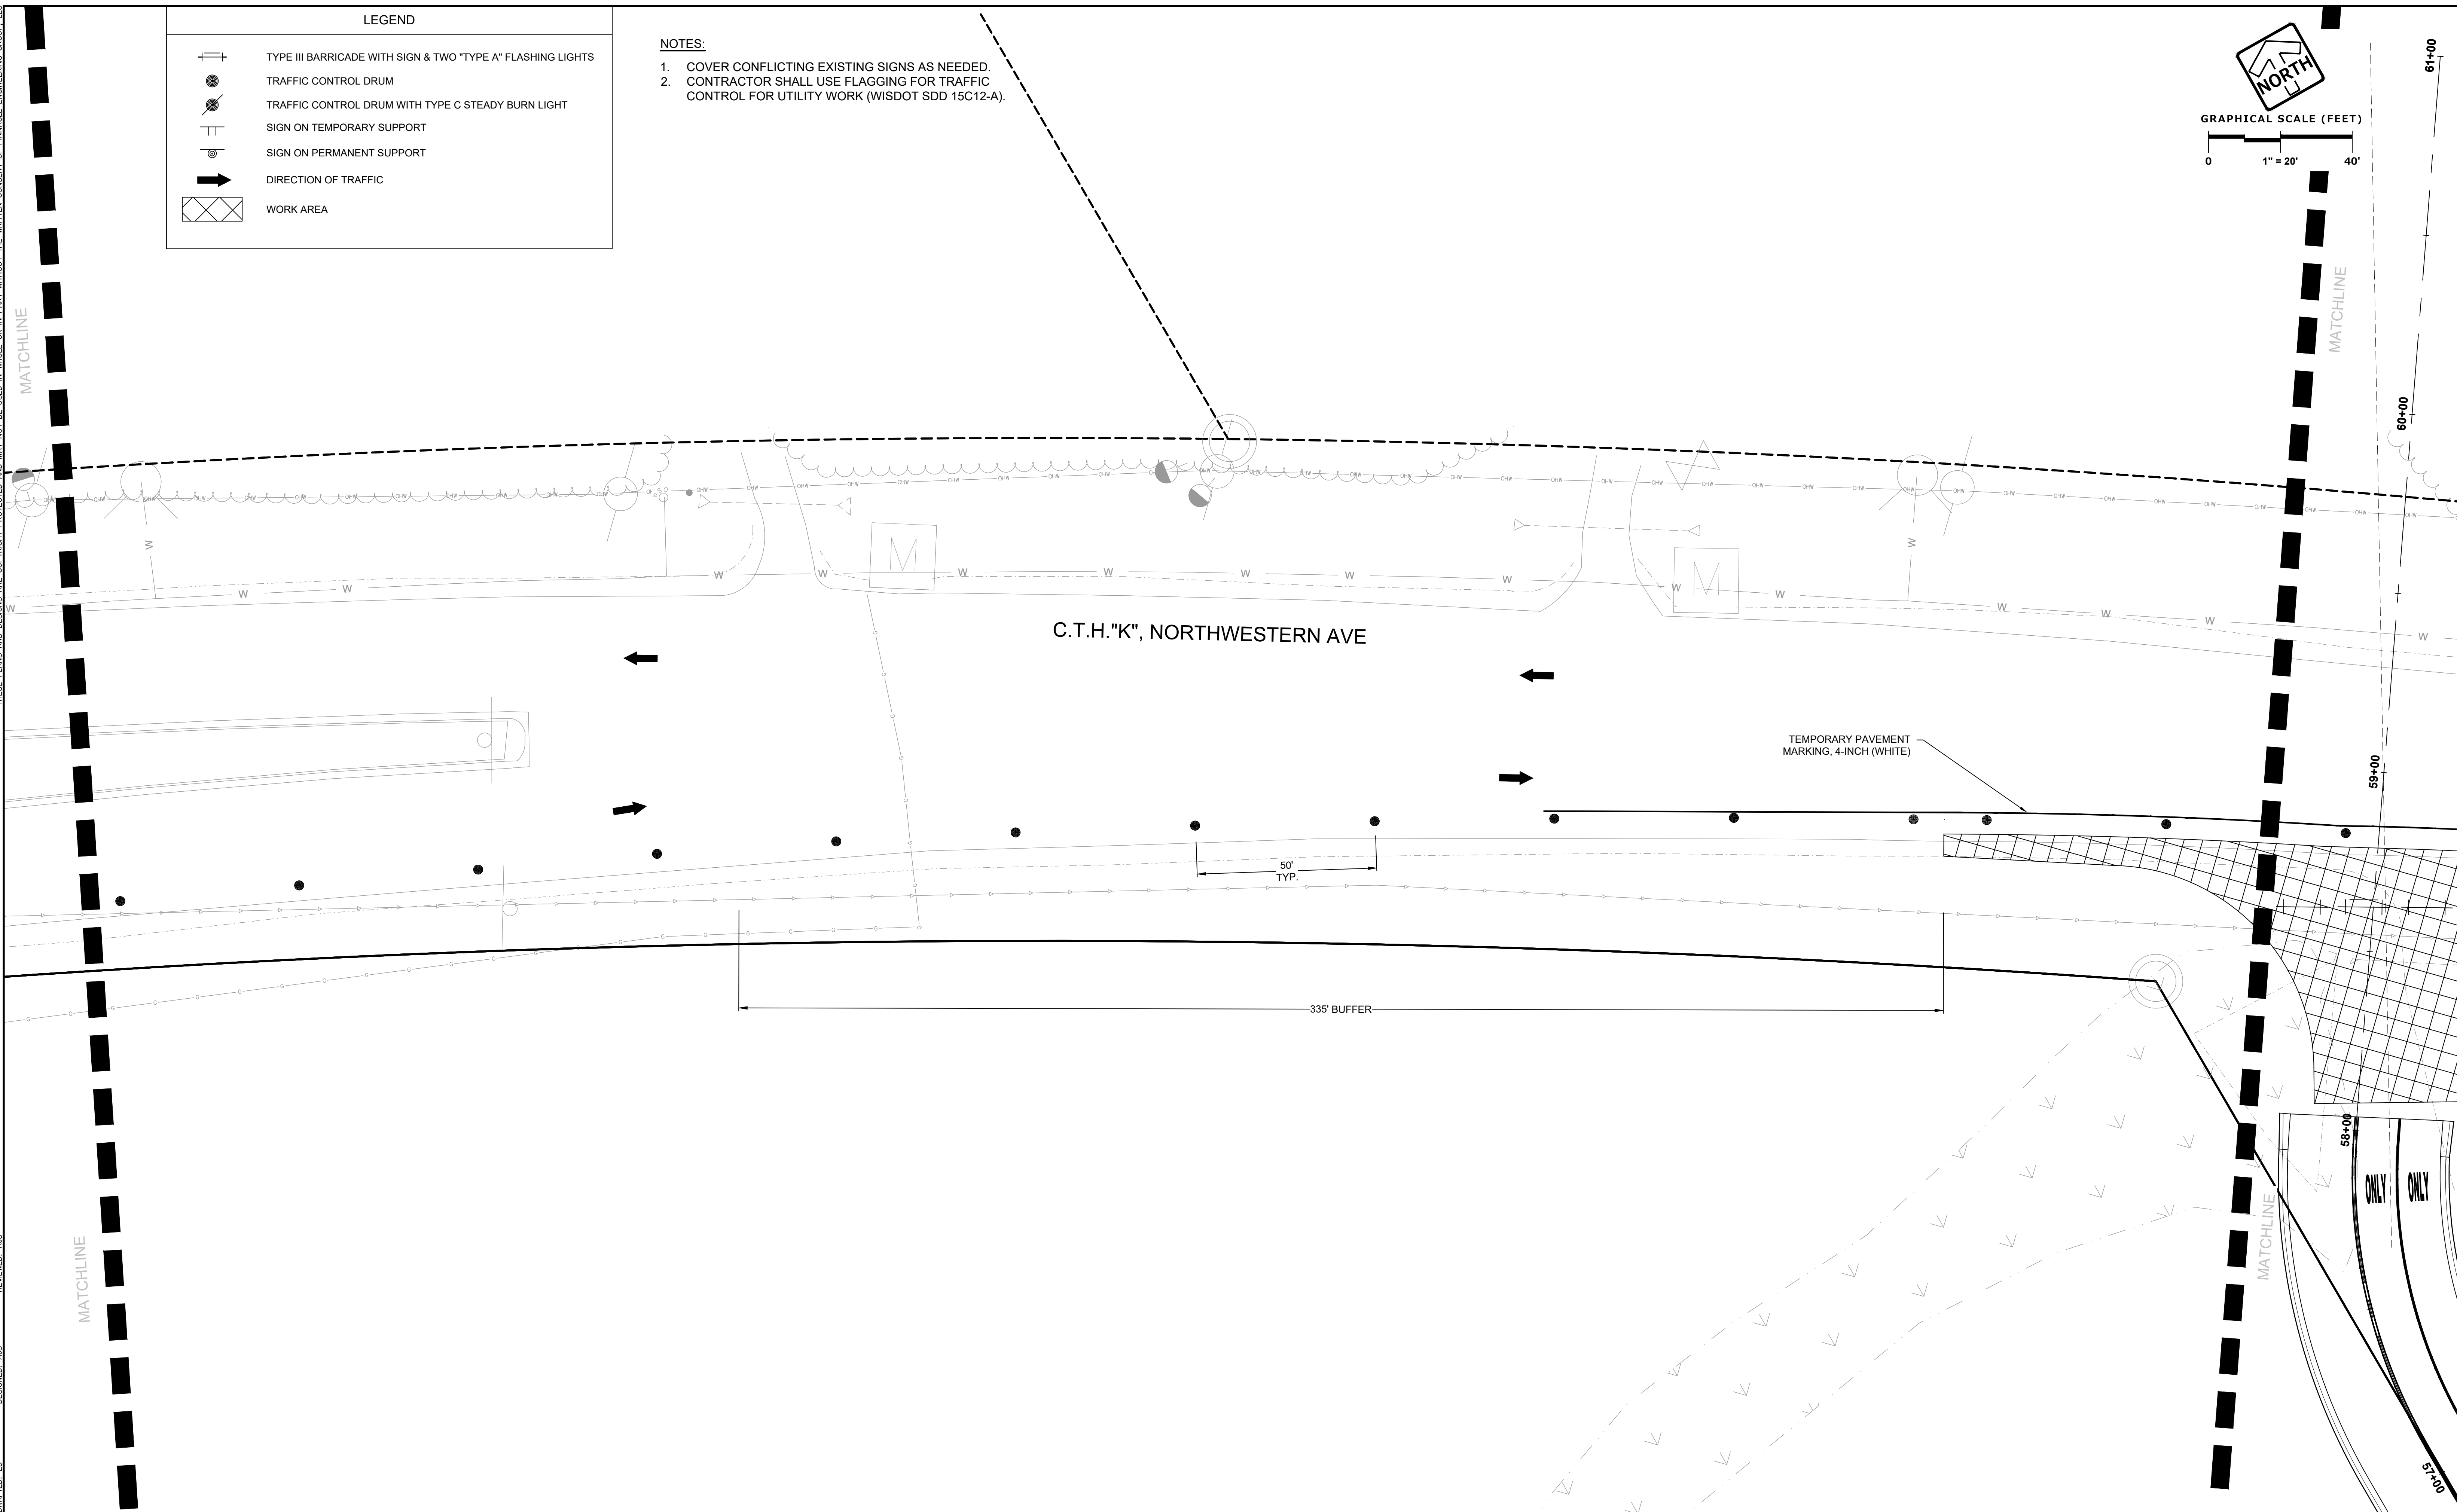 LEGEND
TYPE III BARRICADE WITH SIGN & TWO "TYPE A" FLASHING LIGHTS
TRAFFIC CONTROL DRUM
TRAFFIC CONTROL DRUM WITH TYPE C STEADY BURN LIGHT
SIGN ON TEMPORARY SUPPORT
SIGN ON PERMANENT SUPPORT
DIRECTION OF TRAFFIC
WORK AREA
NOTES:
1. COVER CONFLICTING EXISTING SIGNS AS NEEDED.
2. CONTRACTOR SHALL USE FLAGGING FOR TRAFFIC
CONTROL FOR UTILITY WORK (WISDOT SDD 15C12-A).
NORTH
GRAPHICAL SCALE (FEET)
0 1" = 20' 40'
61+00
MATCHLINE
MATCHLINE
60+00
C.T.H."K", NORTHWESTERN AVE
TEMPORARY PAVEMENT
MARKING, 4-INCH (WHITE)
59+00
50'
TYP.
335' BUFFER
58+00
ONLY ONLY
MATCHLINE
MATCHLINE
57+00